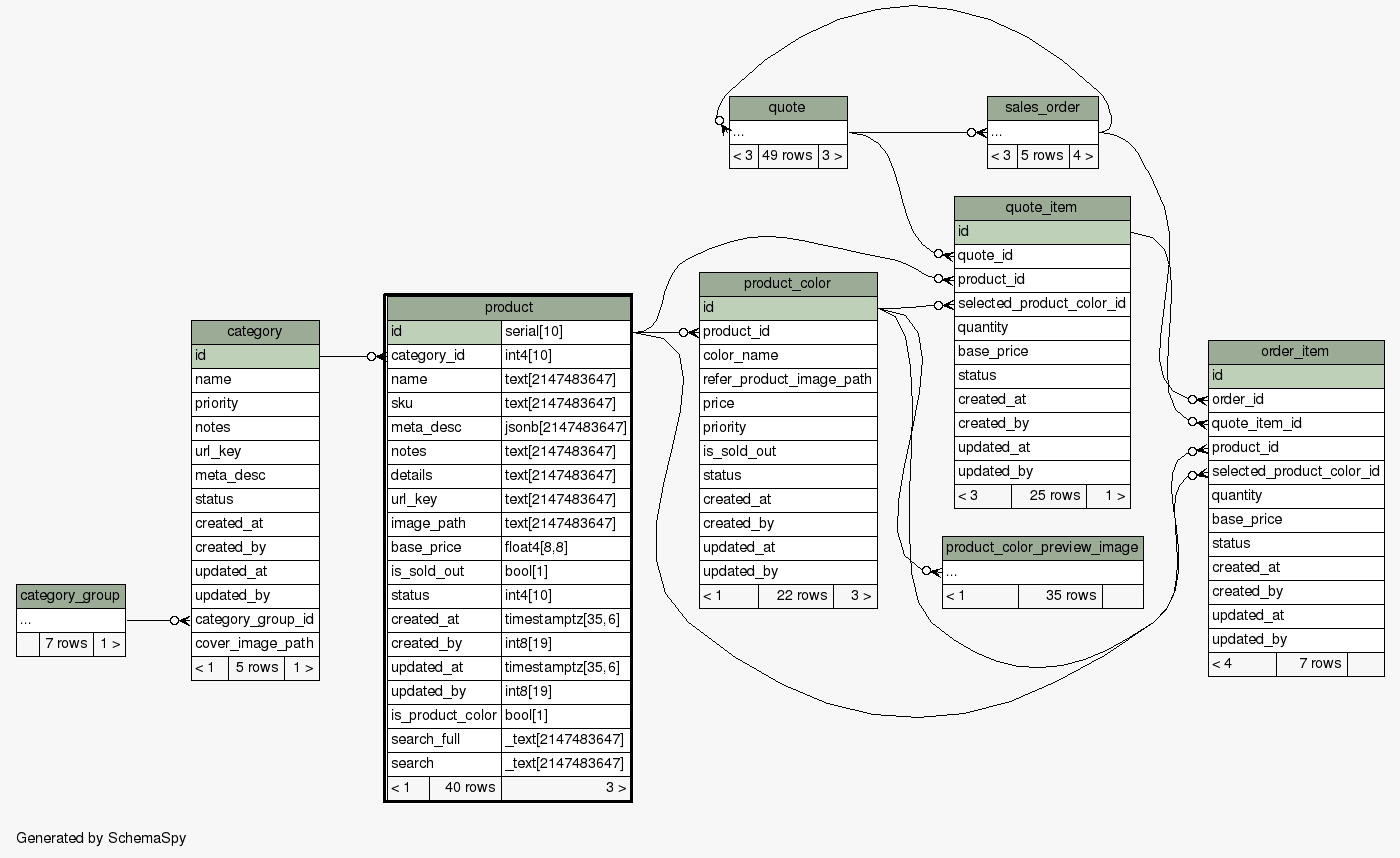 quote
...
< 3 49 rows 3 >
sales_order
...
< 3 5 rows 4 >
quote_item
id
quote_id
product_id
selected_product_color_id
quantity
base_price
status
created_at
created_by
updated_at
updated_by
< 3 25 rows 1 >
product_color
id
product_id
color_name
refer_product_image_path
price
priority
is_sold_out
status
created_at
created_by
updated_at
updated_by
< 1 22 rows 3 >
product
id serial[10]
category_id int4[10]
name text[2147483647]
sku text[2147483647]
meta_desc jsonb[2147483647]
notes text[2147483647]
details text[2147483647]
url_key text[2147483647]
image_path text[2147483647]
base_price float4[8,8]
is_sold_out bool[1]
status int4[10]
created_at timestamptz[35,6]
created_by int8[19]
updated_at timestamptz[35,6]
updated_by int8[19]
is_product_color bool[1]
search_full _text[2147483647]
search _text[2147483647]
< 1 40 rows 3 >
category
id
name
priority
notes
url_key
meta_desc
status
created_at
created_by
updated_at
updated_by
category_group_id
cover_image_path
< 1 5 rows 1 >
order_item
id
order_id
quote_item_id
product_id
selected_product_color_id
quantity
base_price
status
created_at
created_by
updated_at
updated_by
< 4 7 rows
product_color_preview_image
...
< 1 35 rows
category_group
...
7 rows 1 >
Generated by SchemaSpy